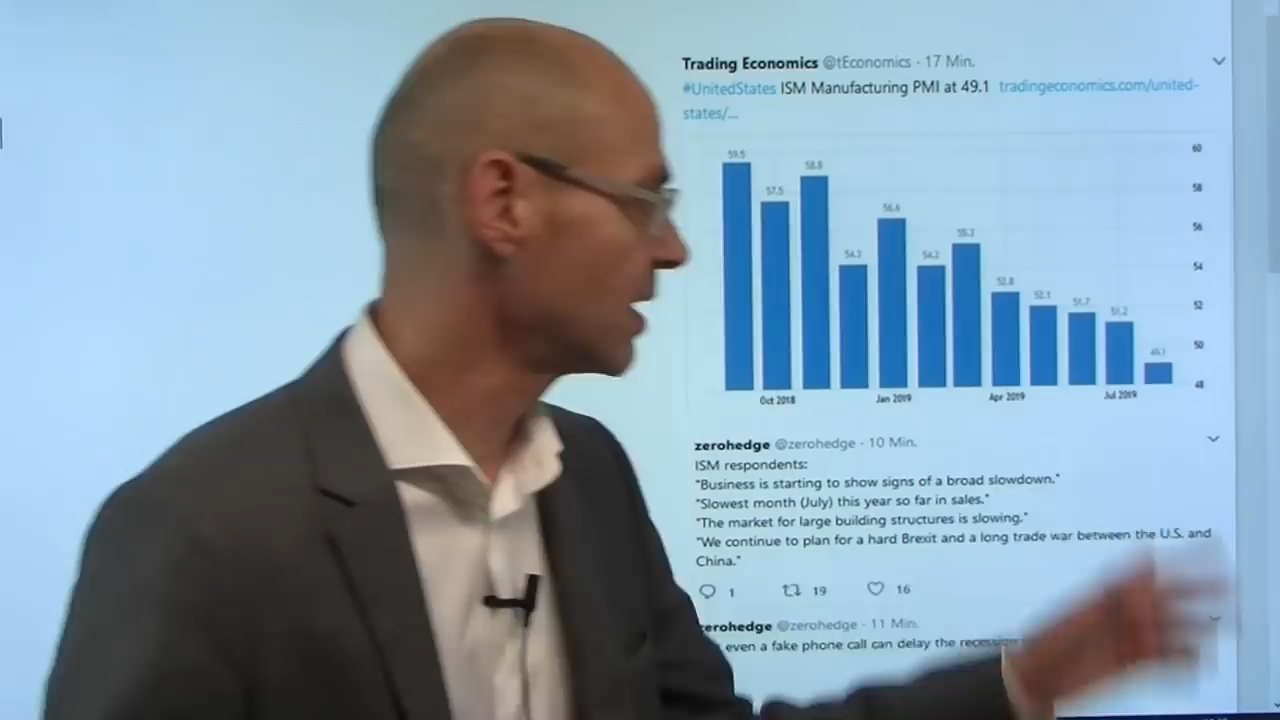 Trading Economics @tEconomics · 17 Min.
#UnitedStates ISM Manufacturing PMI at 49.1 tradingeconomics.com/united-
states/...
59.5
57.5
58.8
54.3
56.6
54.2
55.3
52.8
52.1
51.7
51.2
49.1
60
58
56
54
52
50
48
Oct 2018
Jan 2019
Apr 2019
Jul 2019
zerohedge @zerohedge · 10 Min.
ISM respondents:
"Business is starting to show signs of a broad slowdown."
"Slowest month (July) this year so far in sales."
"The market for large building structures is slowing."
"We continue to plan for a hard Brexit and a long trade war between the U.S. and
China."
1 19 16
zerohedge @zerohedge · 11 Min.
even a fake phone call can delay the recession